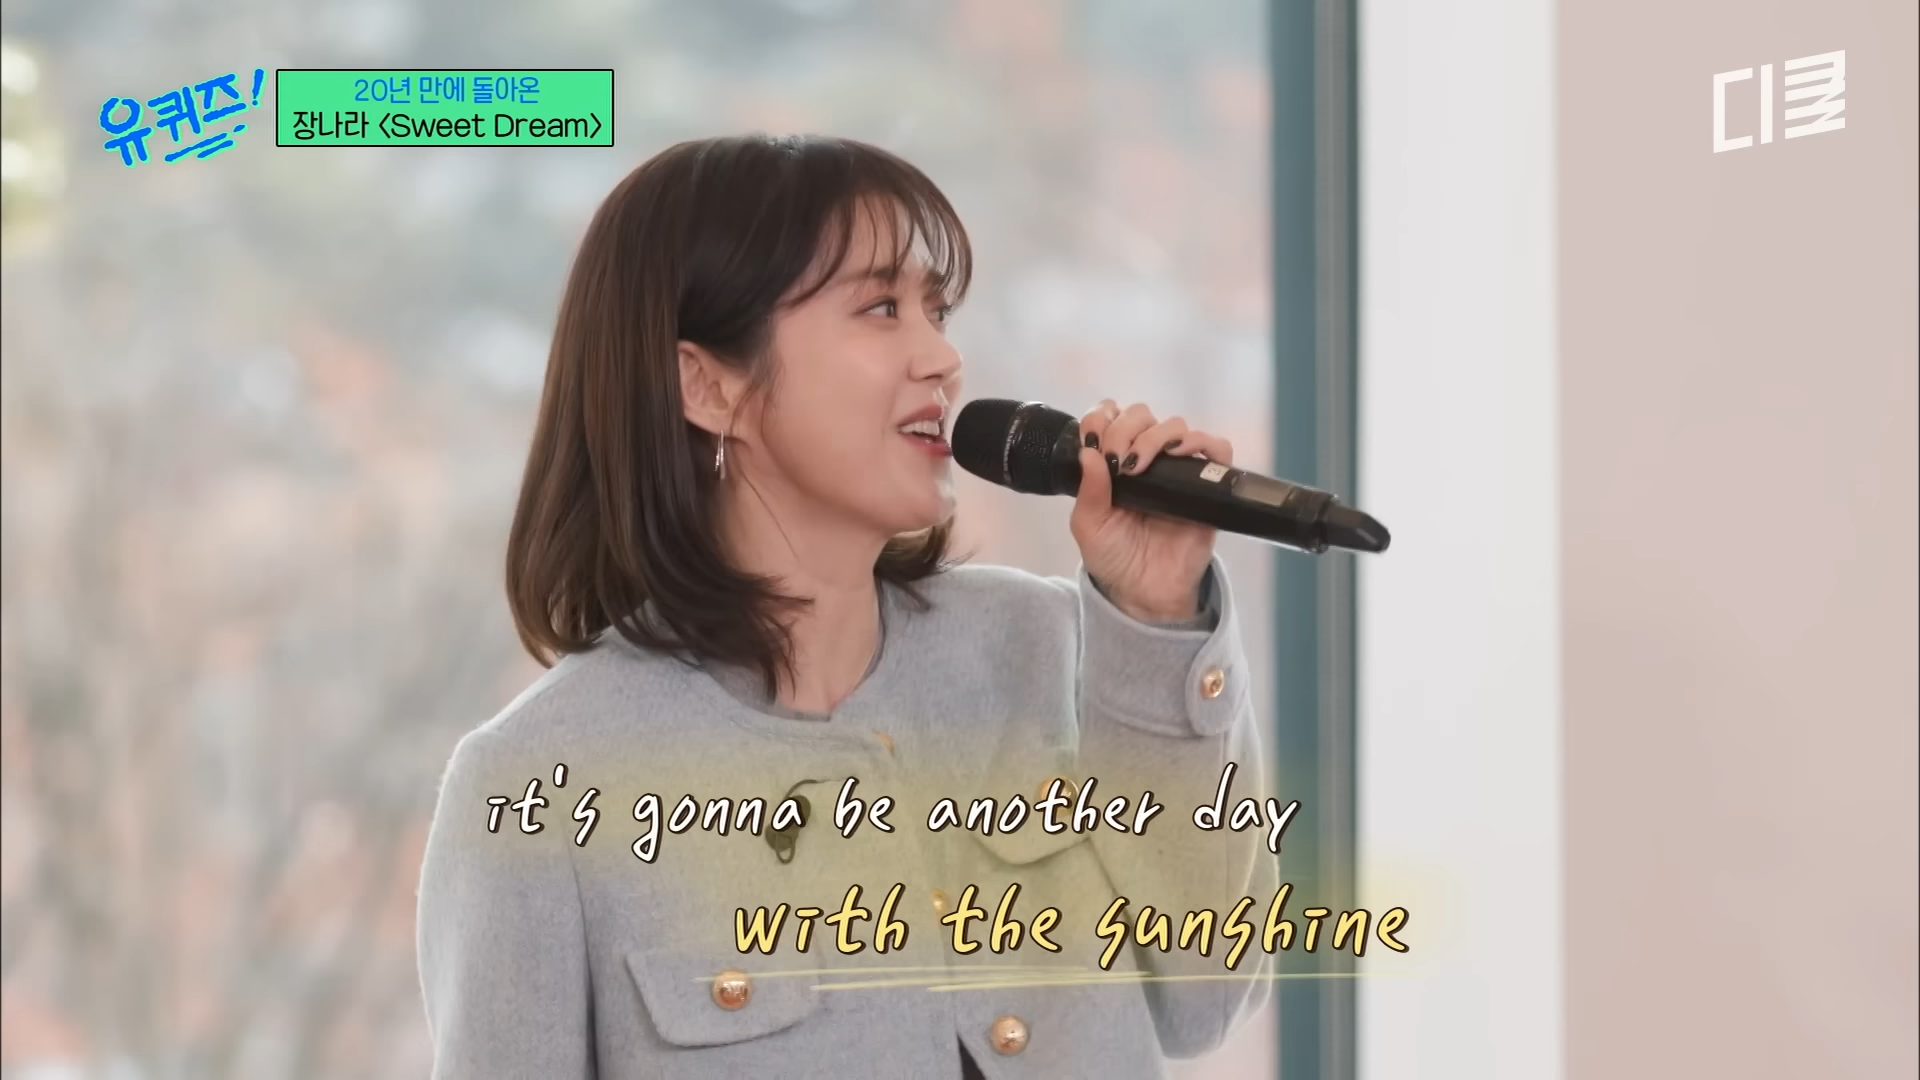 유퀴즈!
20년 만에 돌아온
장나라 <Sweet Dream>
디글
it's gonna be another day
with the sunshine